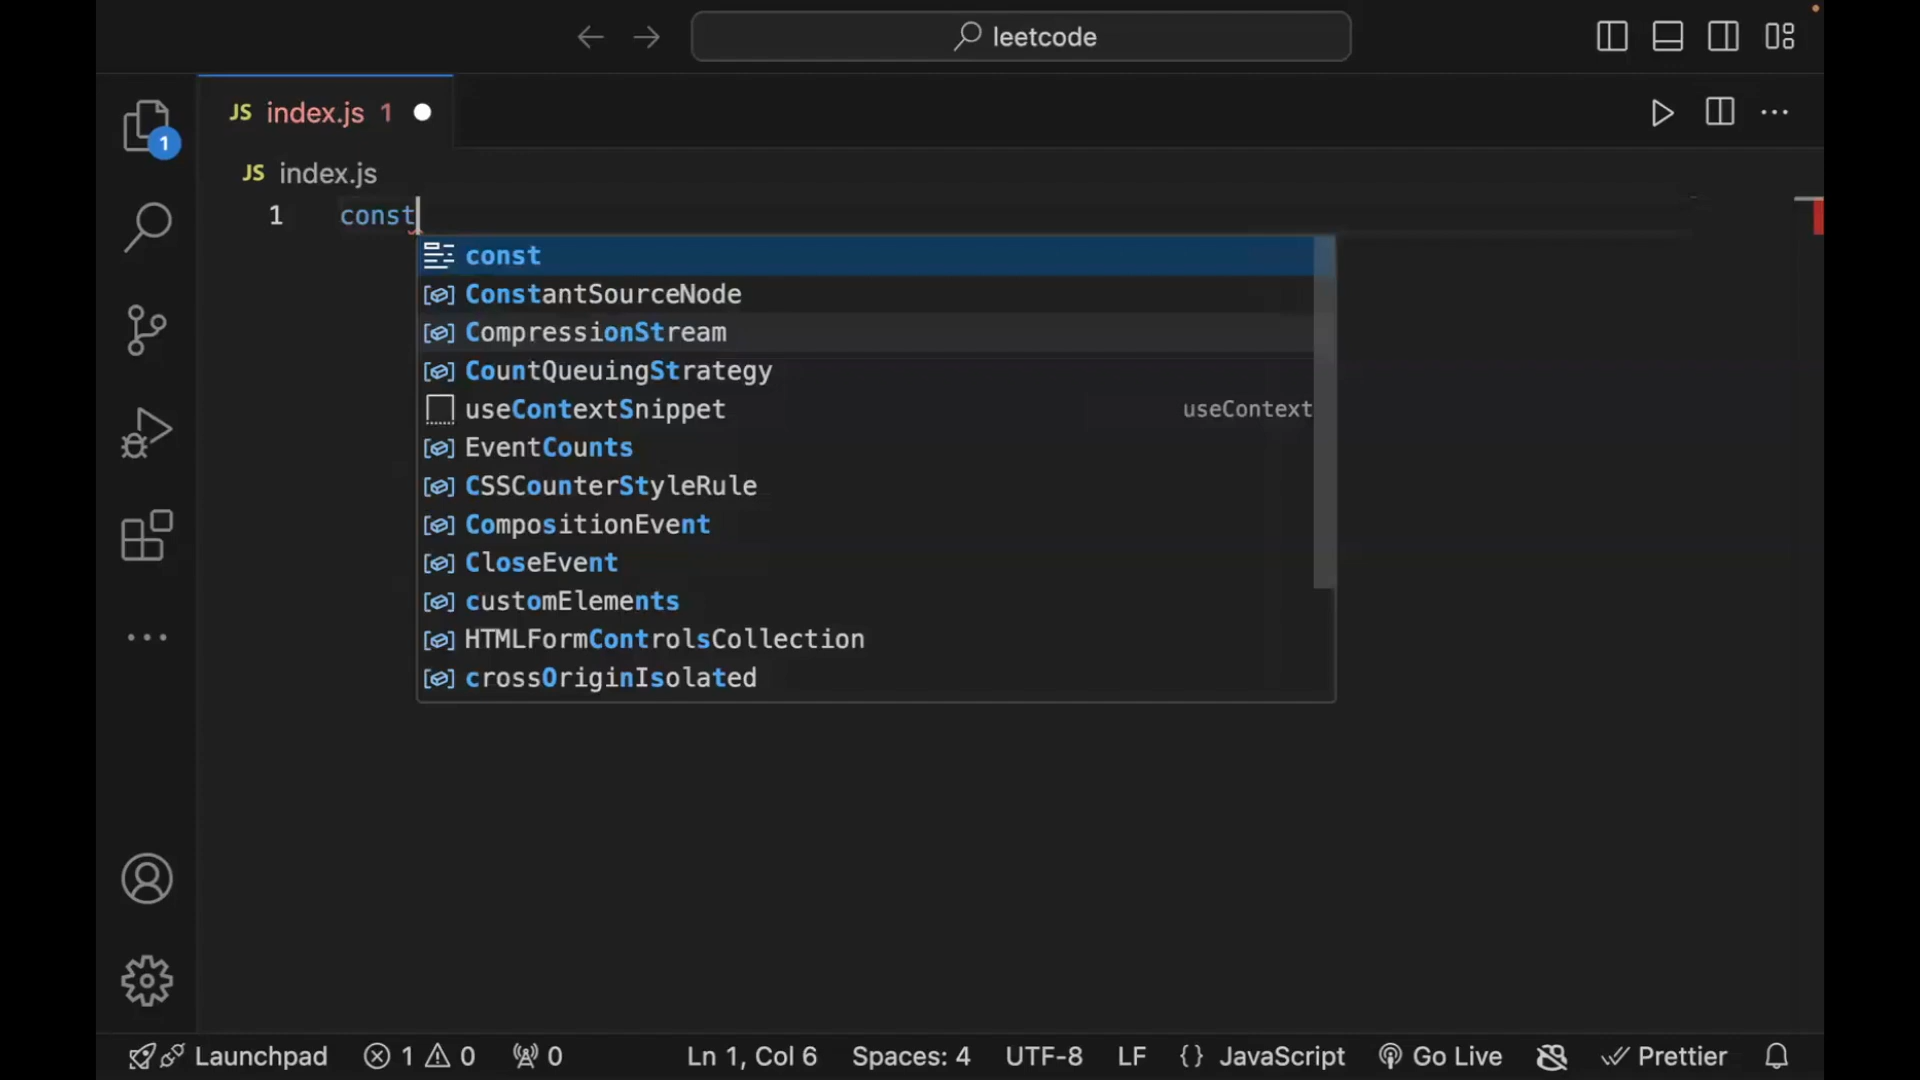 leetcode
JS index.js 1
1
JS index.js
1 const
const
ConstantSourceNode
CompressionStream
CountQueuingStrategy
useContextSnippet useContext
EventCounts
CSSCounterStyleRule
CompositionEvent
CloseEvent
customElements
HTMLFormControlsCollection
crossOriginIsolated
Launchpad 1 0 0 Ln 1, Col 6 Spaces: 4 UTF-8 LF {} JavaScript Go Live Prettier